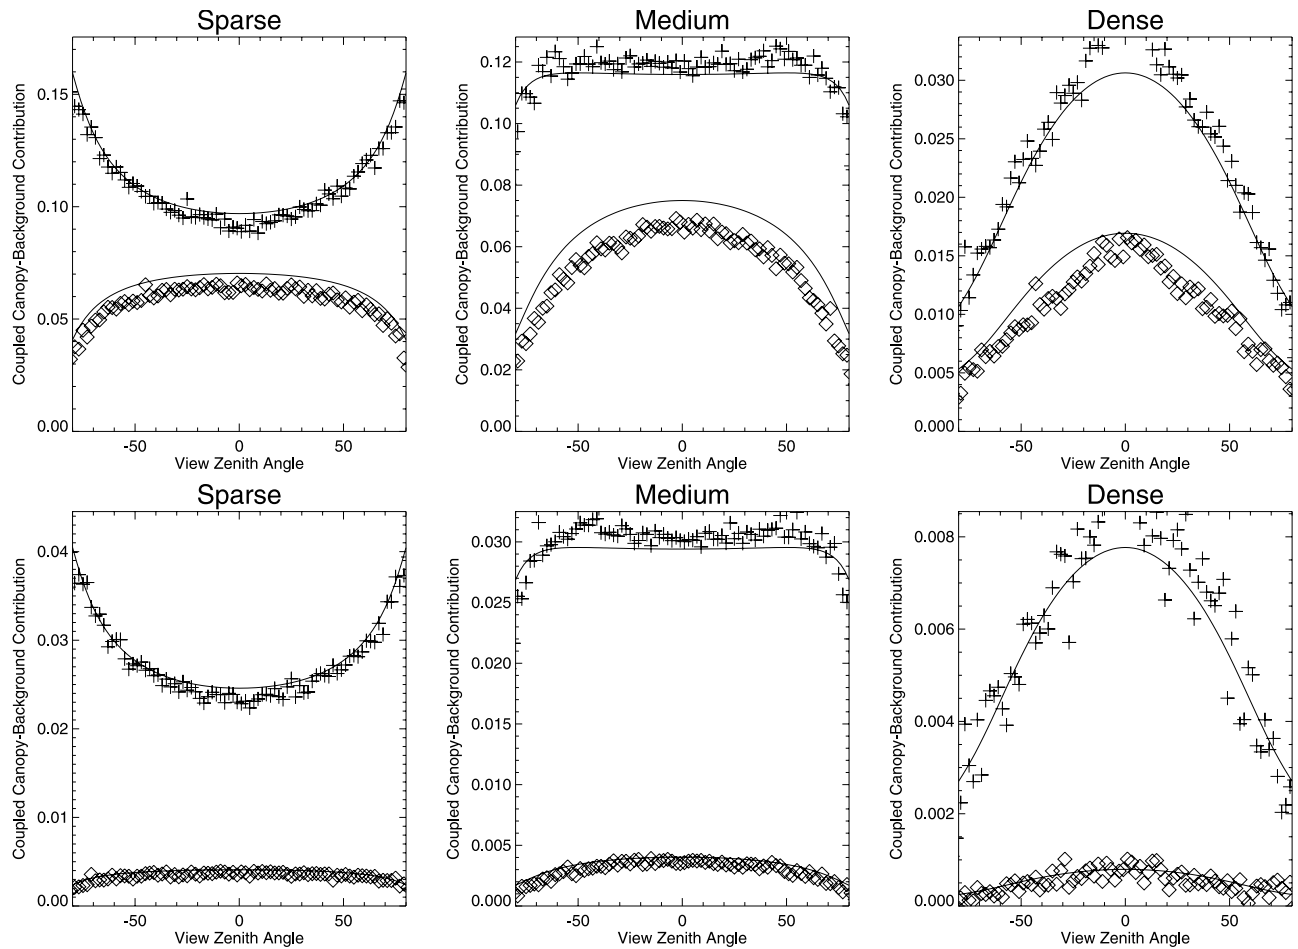 Sparse
Coupled Canopy-Background Contribution
0.15
0.10
0.05
0.00
-50
0
50
View Zenith Angle
Medium
Coupled Canopy-Background Contribution
0.12
0.10
0.08
0.06
0.04
0.02
0.00
-50
0
50
View Zenith Angle
Dense
Coupled Canopy-Background Contribution
0.030
0.025
0.020
0.015
0.010
0.005
0.000
-50
0
50
View Zenith Angle
Sparse
Coupled Canopy-Background Contribution
0.04
0.03
0.02
0.01
0.00
-50
0
50
View Zenith Angle
Medium
Coupled Canopy-Background Contribution
0.030
0.025
0.020
0.015
0.010
0.005
0.000
-50
0
50
View Zenith Angle
Dense
Coupled Canopy-Background Contribution
0.008
0.006
0.004
0.002
0.000
-50
0
50
View Zenith Angle